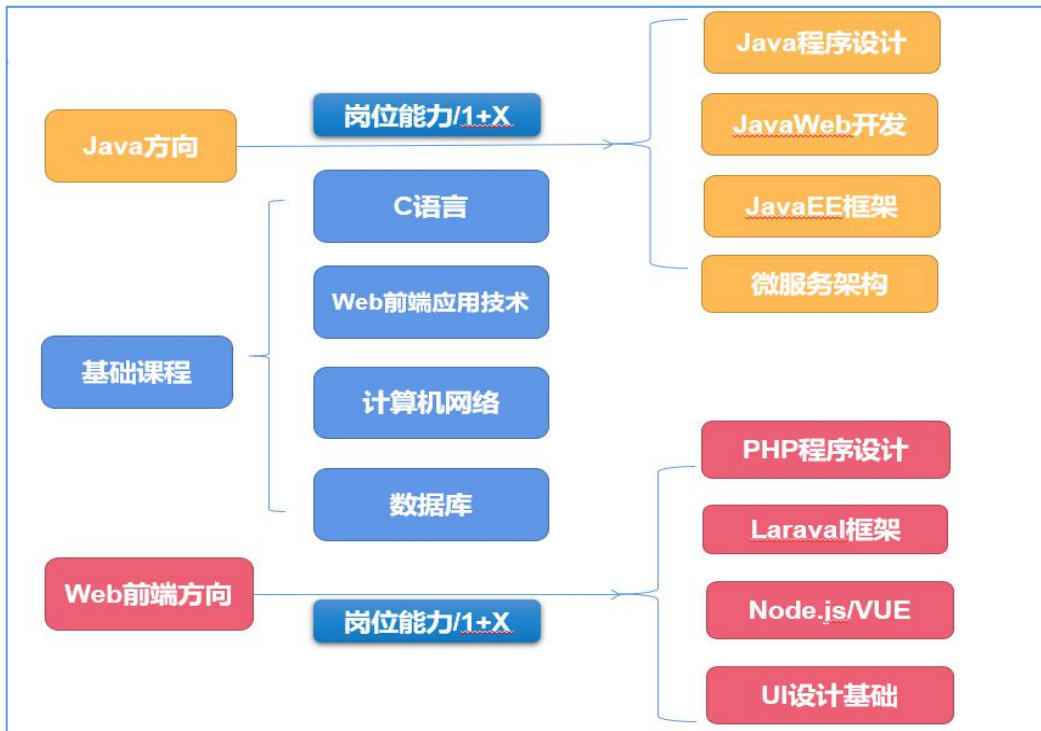 Java方向
岗位能力/1+X
Java程序设计
JavaWeb开发
JavaEE框架
微服务架构
基础课程
C语言
Web前端应用技术
计算机网络
数据库
Web前端方向
岗位能力/1+X
PHP程序设计
Laraval框架
Node.js/VUE
UI设计基础